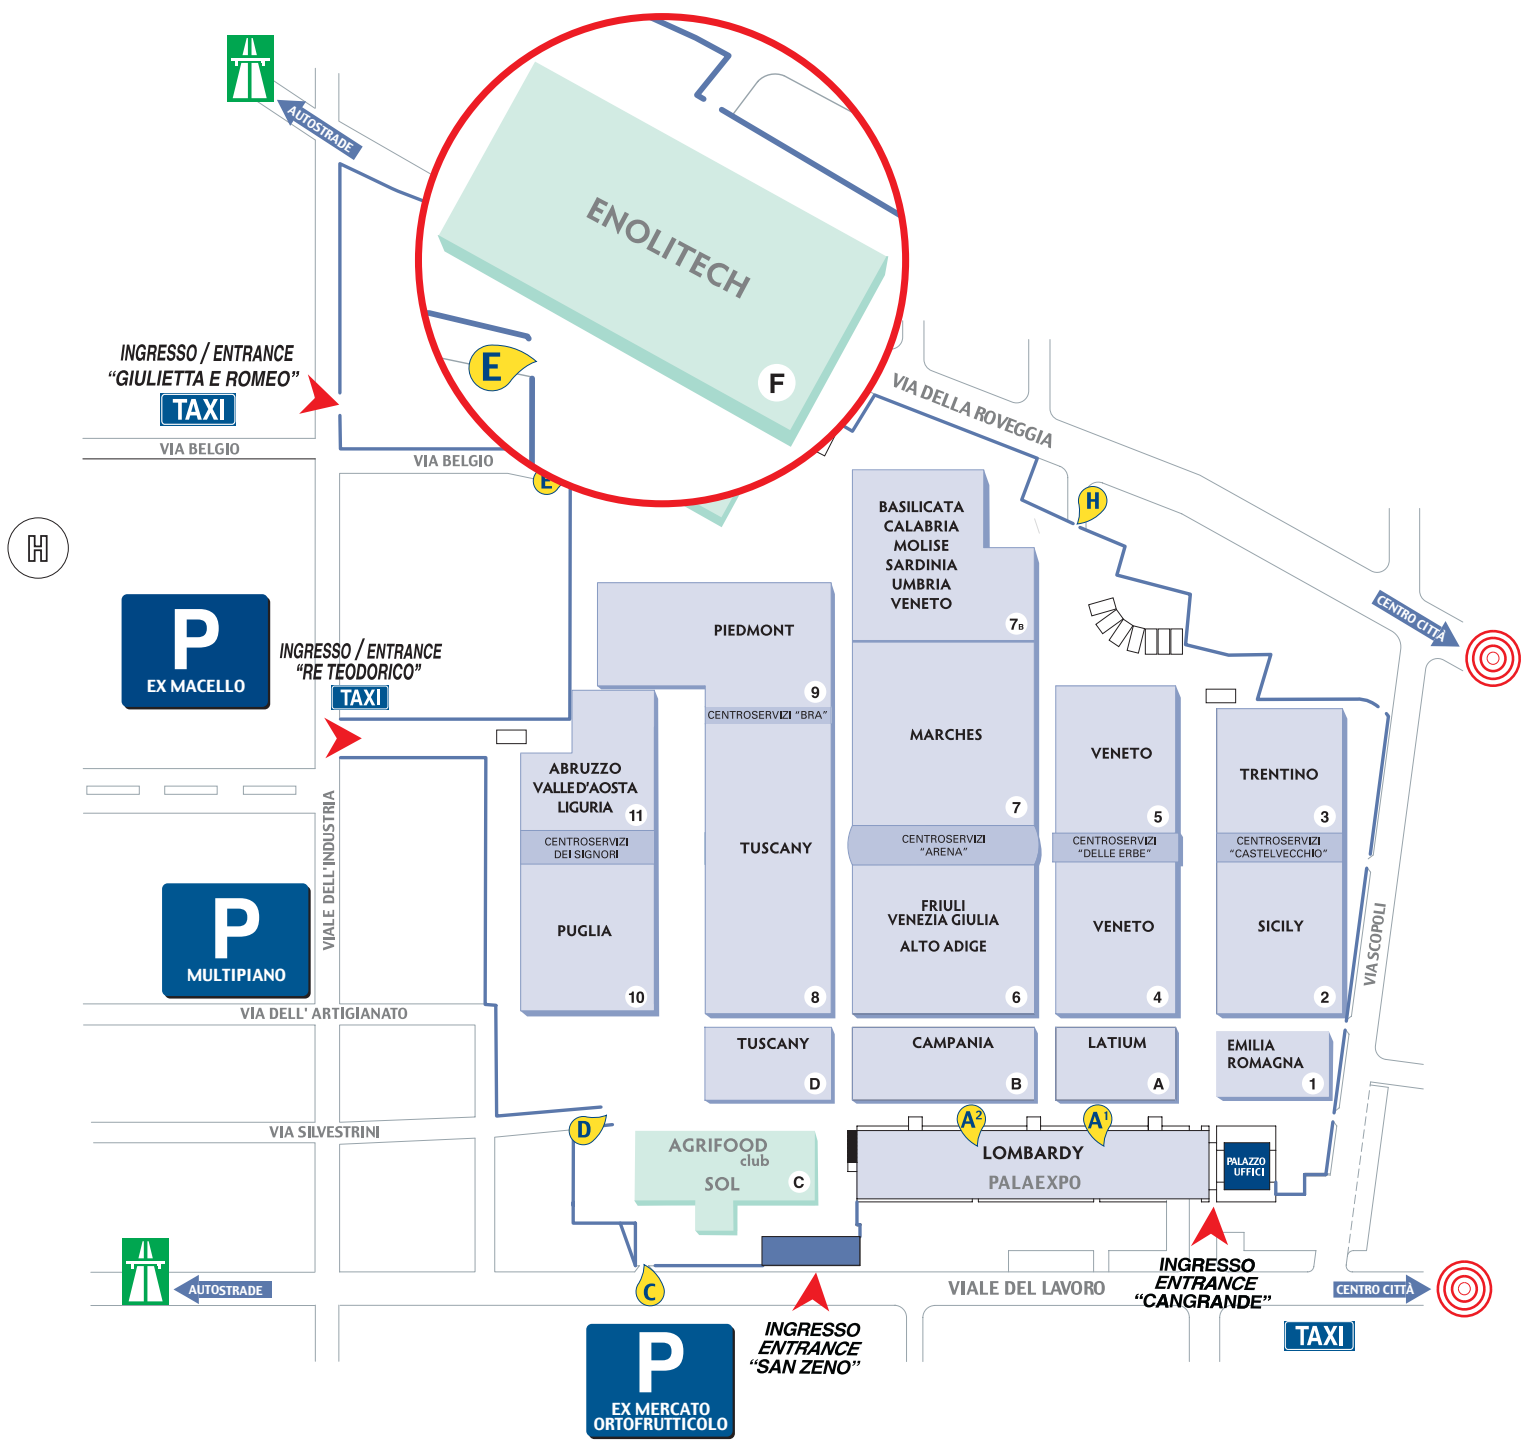 AUTOSTRADE
ENOLITECH
F
E
E
INGRESSO / ENTRANCE
“GIULIETTA E ROMEO”
TAXI
VIA BELGIO
VIA BELGIO
VIA DELLA ROVEGGIA
H
H
BASILICATA
CALABRIA
MOLISE
SARDINIA
UMBRIA
VENETO
7B
CENTRO CITTÀ
P
EX MACELLO
INGRESSO / ENTRANCE
“RE TEODORICO”
TAXI
PIEDMONT
9
CENTROSERVIZI “BRA”
MARCHES
7
VENETO
5
TRENTINO
3
ABRUZZO
VALLE D'AOSTA
LIGURIA
11
CENTROSERVIZI
DEI SIGNORI
TUSCANY
8
CENTROSERVIZI
“ARENA”
CENTROSERVIZI
“DELLE ERBE”
CENTROSERVIZI
“CASTELVECCHIO”
VIALE DELL'INDUSTRIA
P
MULTIPIANO
PUGLIA
10
FRIULI
VENEZIA GIULIA
ALTO ADIGE
6
VENETO
4
SICILY
2
VIA SCOPOLI
VIA DELL' ARTIGIANATO
TUSCANY
D
CAMPANIA
B
LATIUM
A
EMILIA
ROMAGNA
1
VIA SILVESTRINI
D
A2
A1
AGRIFOOD
club
SOL
C
LOMBARDY
PALAEXPO
PALAZZO
UFFICI
AUTOSTRADE
C
VIALE DEL LAVORO
INGRESSO
ENTRANCE
“CANGRANDE”
CENTRO CITTÀ
INGRESSO
ENTRANCE
“SAN ZENO”
TAXI
P
EX MERCATO
ORTOFRUTTICOLO